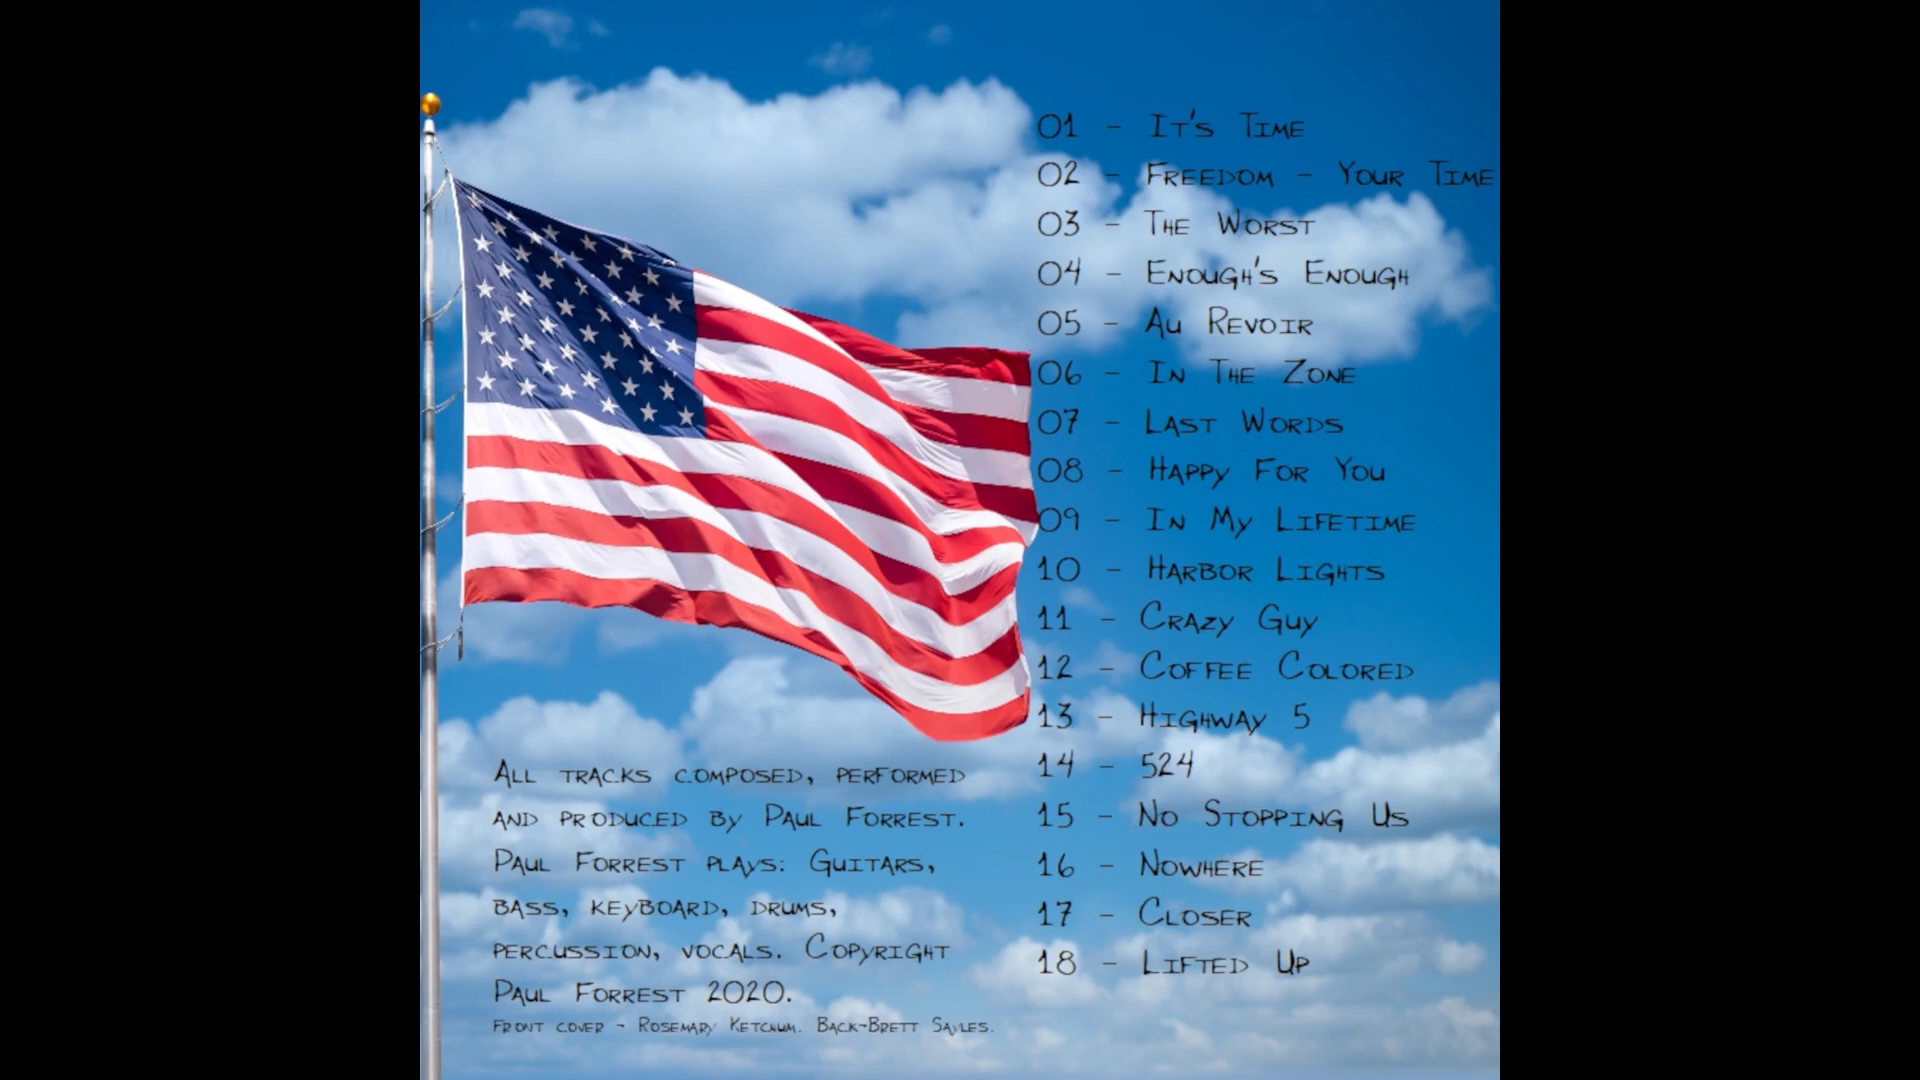 01 - It's Time
02 - Freedom - Your Time
03 - The Worst
04 - Enough's Enough
05 - Au Revoir
06 - In The Zone
07 - Last Words
08 - Happy For You
09 - In My Lifetime
10 - Harbor Lights
11 - Crazy Guy
12 - Coffee Colored
13 - Highway 5
14 - 524
15 - No Stopping Us
16 - Nowhere
17 - Closer
18 - Lifted Up
All tracks composed, performed
and produced by Paul Forrest.
Paul Forrest plays: Guitars,
bass, keyboard, drums,
percussion, vocals. Copyright
Paul Forrest 2020.
Front cover - Rosemary Ketchum. Back-Brett Sayles.